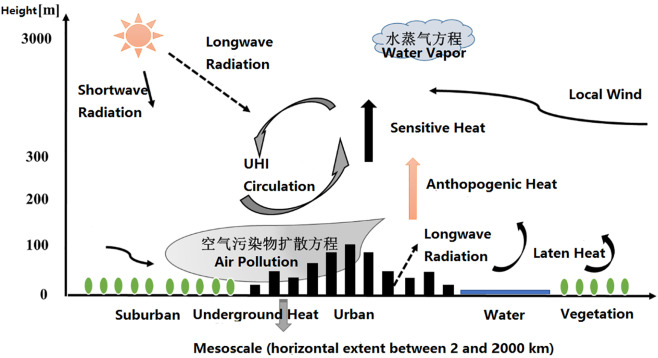 Height[m]
3000
300
200
100
0
Shortwave
Radiation
Longwave
Radiation
水蒸气方程
Water Vapor
Local Wind
Sensitive Heat
UHI
Circulation
Anthopogenic Heat
空气污染物扩散方程
Air Pollution
Longwave
Radiation
Laten Heat
Suburban
Underground Heat
Urban
Water
Vegetation
Mesoscale (horizontal extent between 2 and 2000 km)